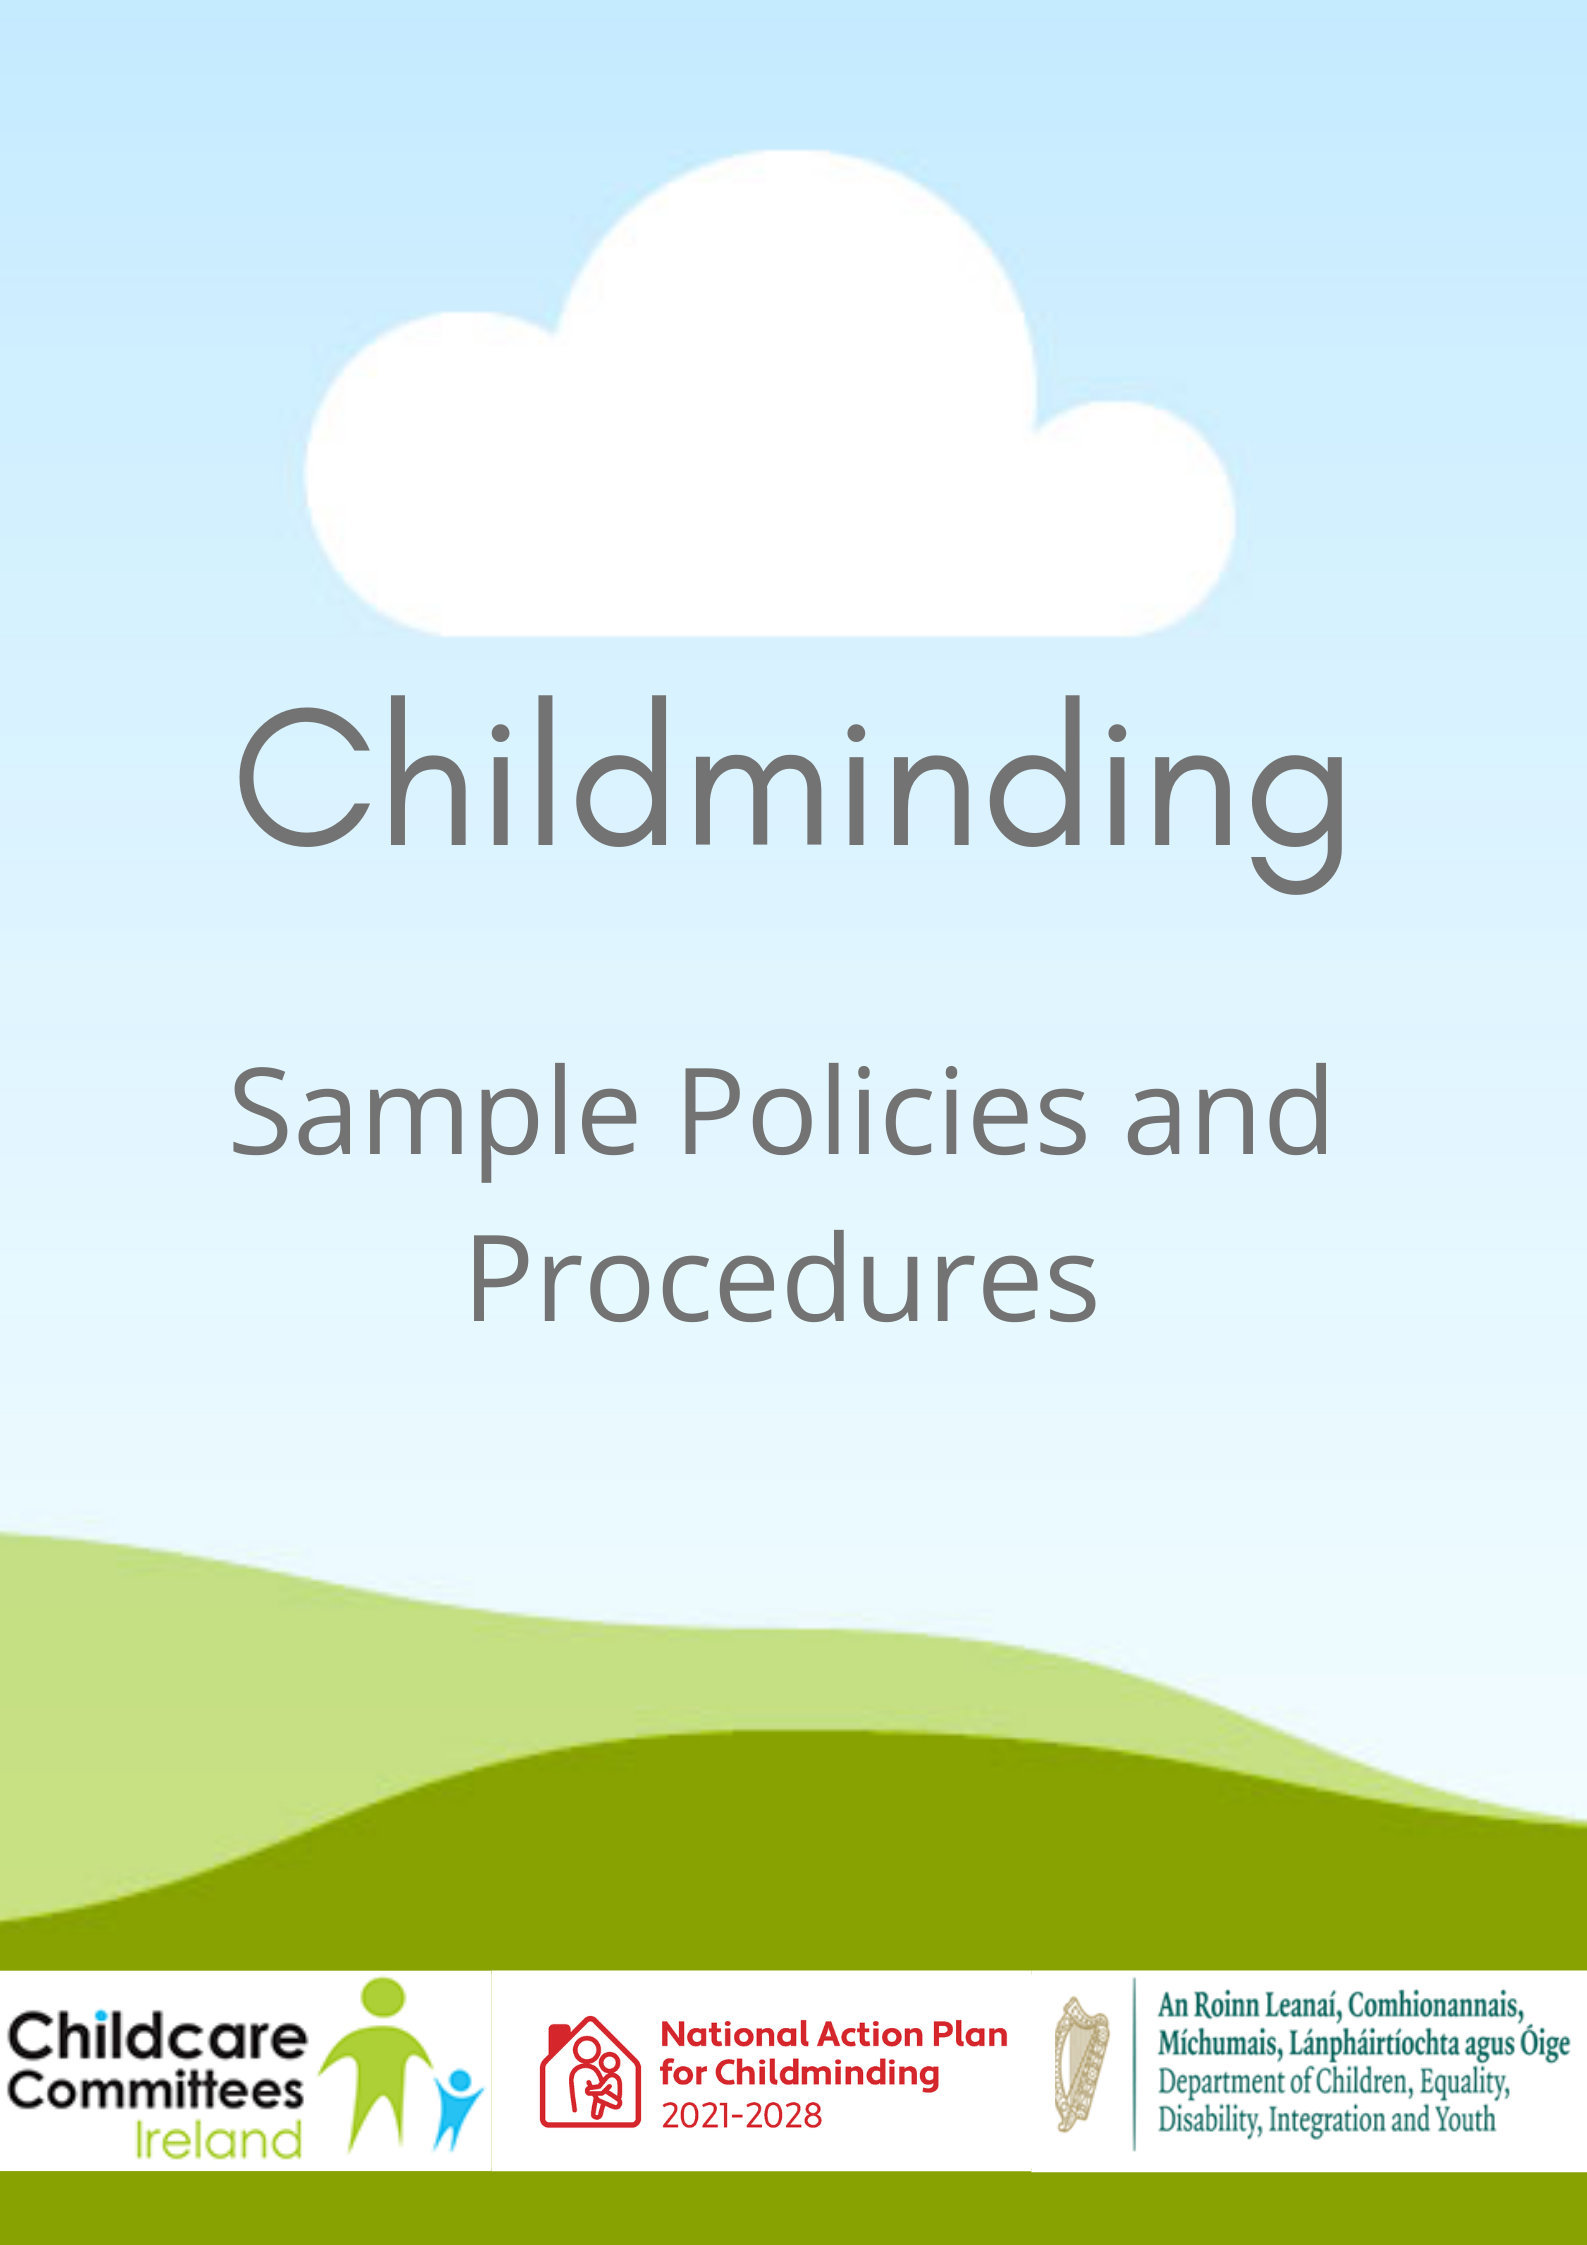 Childminding
Sample Policies and
Procedures
Childcare
Committees
Ireland
National Action Plan
for Childminding
2021-2028
An Roinn Leanaí, Comhionannais,
Míchumais, Lánpháirtíochta agus Óige
Department of Children, Equality,
Disability, Integration and Youth